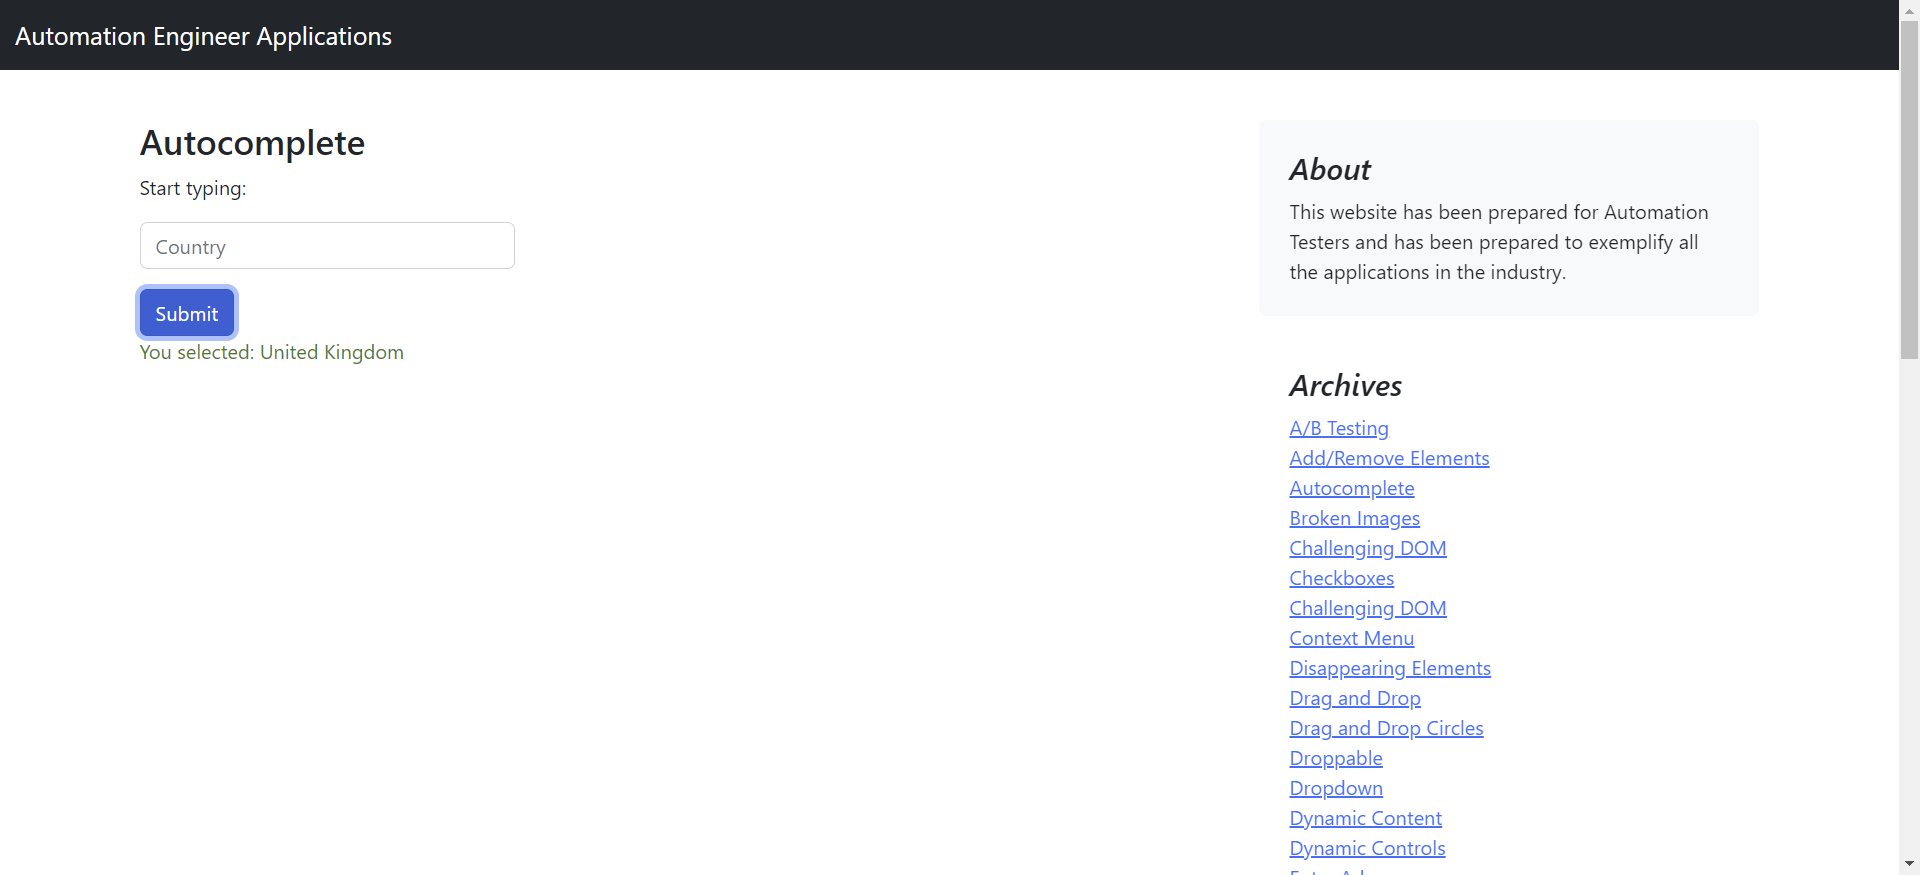 Automation Engineer Applications
Autocomplete
Start typing:
Country
Submit
You selected: United Kingdom
About
This website has been prepared for Automation
Testers and has been prepared to exemplify all
the applications in the industry.
Archives
A/B Testing
Add/Remove Elements
Autocomplete
Broken Images
Challenging DOM
Checkboxes
Challenging DOM
Context Menu
Disappearing Elements
Drag and Drop
Drag and Drop Circles
Droppable
Dropdown
Dynamic Content
Dynamic Controls